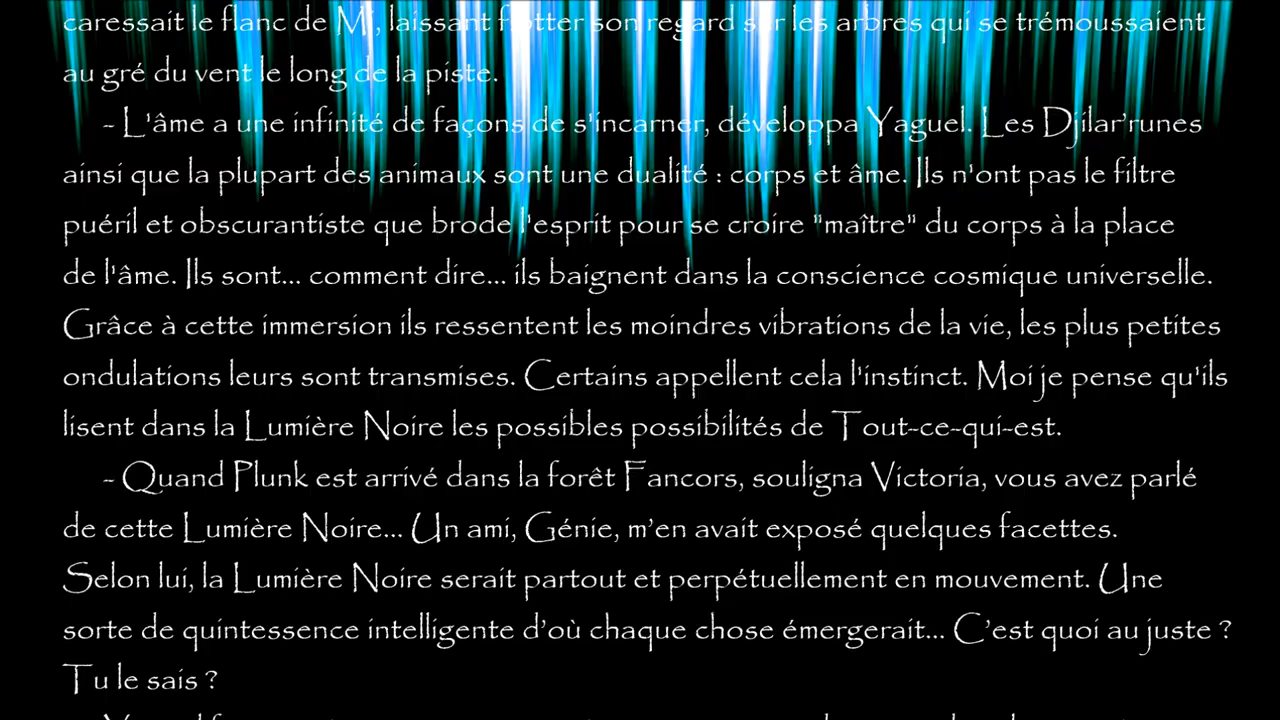 caressait le flanc de Mi, laissant flotter son regard sur les arbres qui se trémoussaient
au gré du vent le long de la piste.
- L'âme a une infinité de façons de s'incarner, développa Yaguel. Les Djilar’runes
ainsi que la plupart des animaux sont une dualité : corps et âme. Ils n'ont pas le filtre
puéril et obscurantiste que brode l'esprit pour se croire "maître" du corps à la place
de l'âme. Ils sont... comment dire... ils baignent dans la conscience cosmique universelle.
Grâce à cette immersion ils ressentent les moindres vibrations de la vie, les plus petites
ondulations leurs sont transmises. Certains appellent cela l'instinct. Moi je pense qu'ils
lisent dans la Lumière Noire les possibles possibilités de Tout-ce-qui-est.
- Quand Plunk est arrivé dans la forêt Fancors, souligna Victoria, vous avez parlé
de cette Lumière Noire... Un ami, Génie, m’en avait exposé quelques facettes.
Selon lui, la Lumière Noire serait partout et perpétuellement en mouvement. Une
sorte de quintessence intelligente d’où chaque chose émergerait... C’est quoi au juste ?
Tu le sais ?